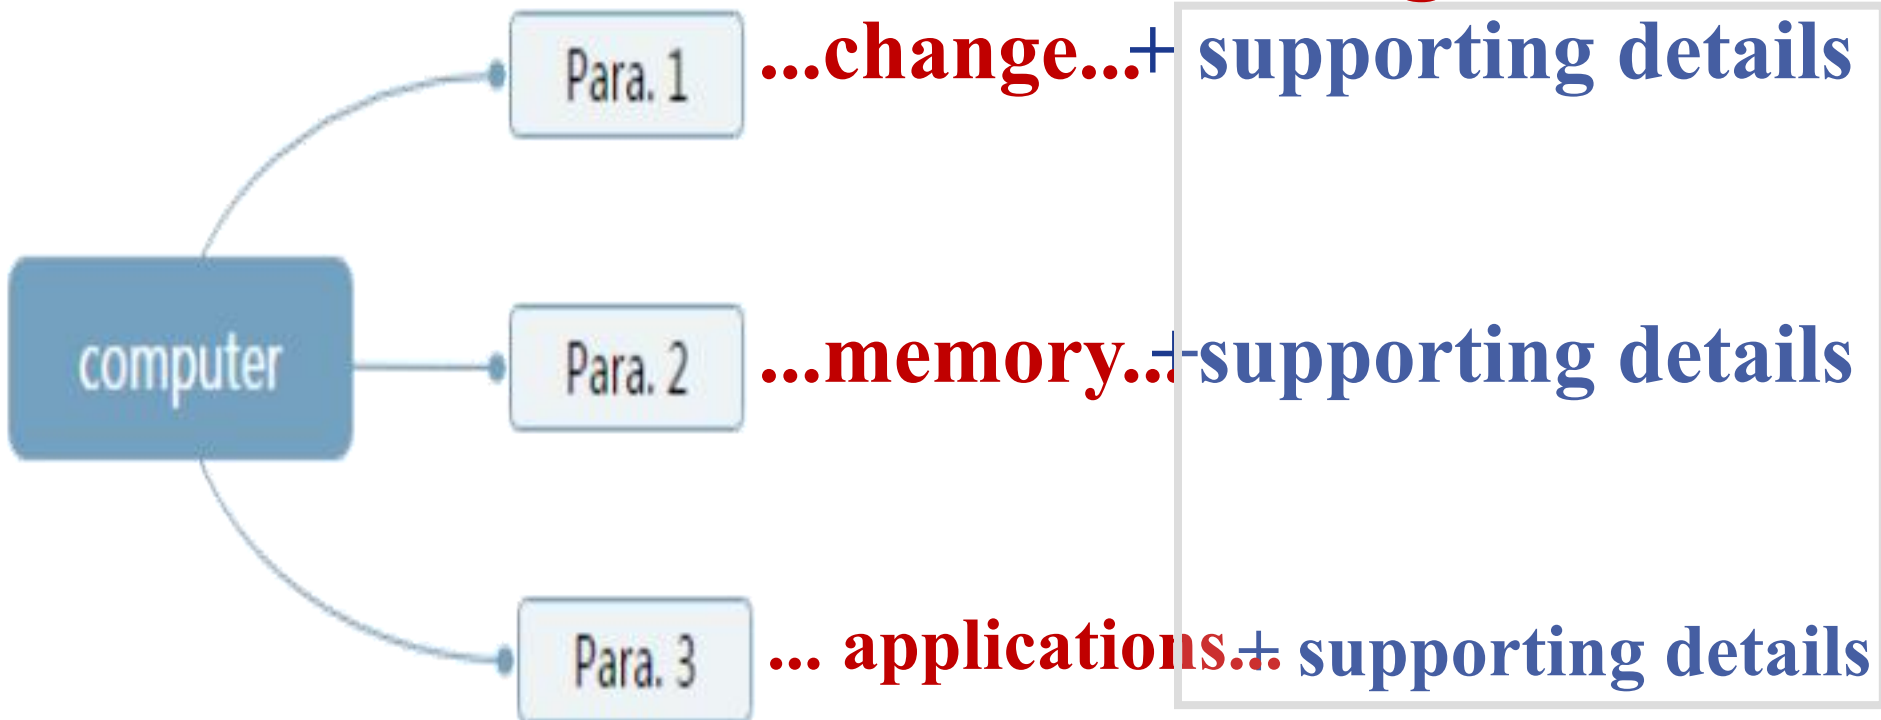 Para. 1 ...change...+ supporting details
computer
Para. 2 ...memory...+supporting details
Para. 3 ... applications...+ supporting details